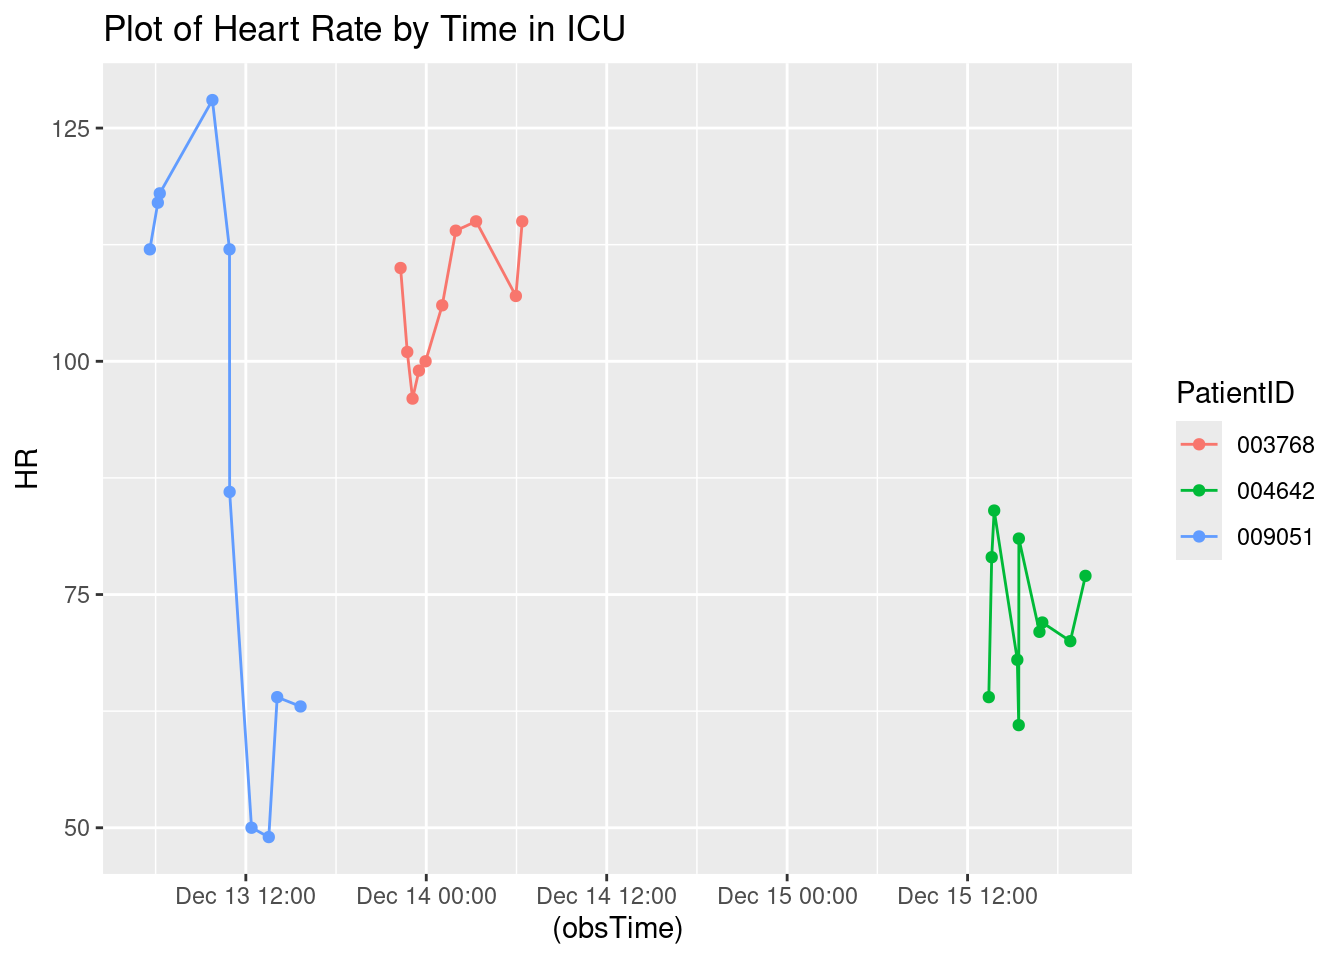 Plot of Heart Rate by Time in ICU
125
100
75
50
HR
Dec 13 12:00
Dec 14 00:00
Dec 14 12:00
Dec 15 00:00
Dec 15 12:00
(obsTime)
PatientID
003768
004642
009051